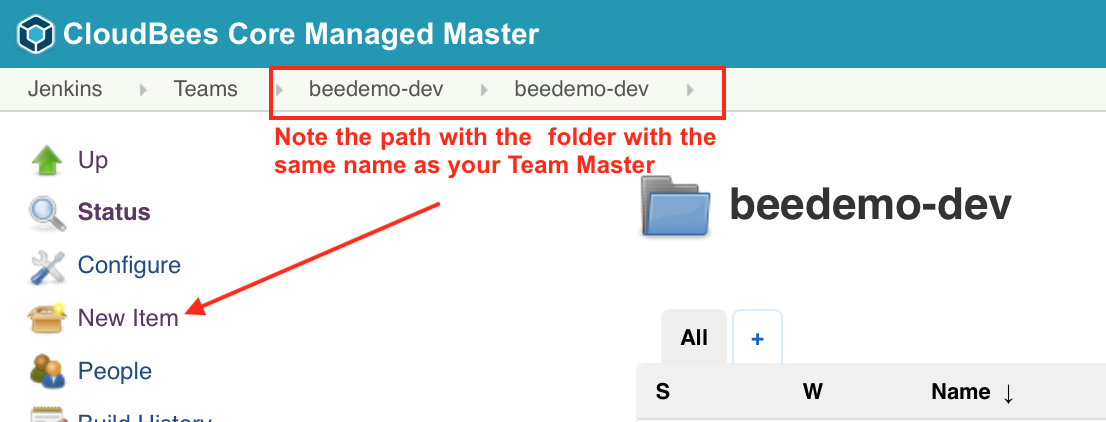 CloudBees Core Managed Master
Jenkins Teams beedemo-dev beedemo-dev
Note the path with the folder with the
same name as your Team Master
Up
Status
Configure
New Item
People
Build History
beedemo-dev
All +
S W Name ↓